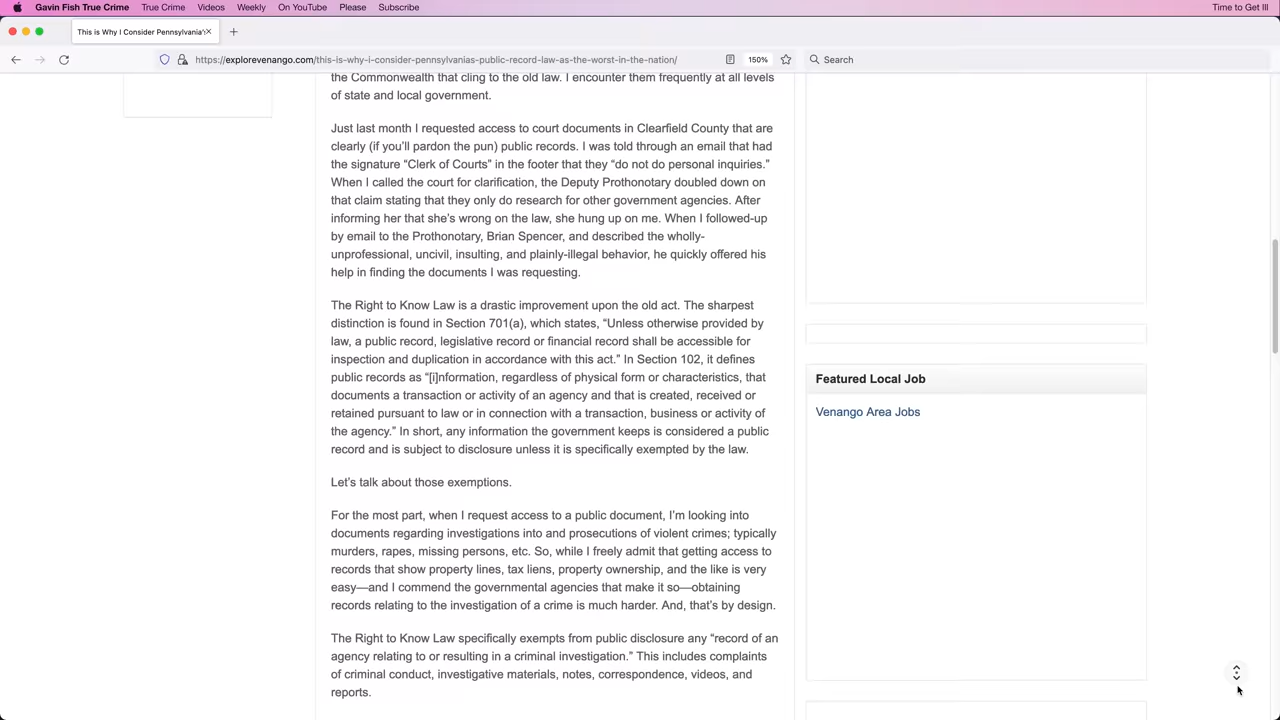 Gavin Fish True Crime True Crime Videos Weekly On YouTube Please Subscribe Time to Get Ill
This is Why I Consider Pennsylvania'
https://explorevenango.com/this-is-why-i-consider-pennsylvanias-public-record-law-as-the-worst-in-the-nation/ 150% Search
the Commonwealth that cling to the old law. I encounter them frequently at all levels
of state and local government.
Just last month I requested access to court documents in Clearfield County that are
clearly (if you’ll pardon the pun) public records. I was told through an email that had
the signature “Clerk of Courts” in the footer that they “do not do personal inquiries.”
When I called the court for clarification, the Deputy Prothonotary doubled down on
that claim stating that they only do research for other government agencies. After
informing her that she’s wrong on the law, she hung up on me. When I followed-up
by email to the Prothonotary, Brian Spencer, and described the wholly-
unprofessional, uncivil, insulting, and plainly-illegal behavior, he quickly offered his
help in finding the documents I was requesting.
The Right to Know Law is a drastic improvement upon the old act. The sharpest
distinction is found in Section 701(a), which states, “Unless otherwise provided by
law, a public record, legislative record or financial record shall be accessible for
inspection and duplication in accordance with this act.” In Section 102, it defines
public records as “[i]nformation, regardless of physical form or characteristics, that
documents a transaction or activity of an agency and that is created, received or
retained pursuant to law or in connection with a transaction, business or activity of
the agency.” In short, any information the government keeps is considered a public
record and is subject to disclosure unless it is specifically exempted by the law.
Let’s talk about those exemptions.
For the most part, when I request access to a public document, I’m looking into
documents regarding investigations into and prosecutions of violent crimes; typically
murders, rapes, missing persons, etc. So, while I freely admit that getting access to
records that show property lines, tax liens, property ownership, and the like is very
easy—and I commend the governmental agencies that make it so—obtaining
records relating to the investigation of a crime is much harder. And, that’s by design.
The Right to Know Law specifically exempts from public disclosure any “record of an
agency relating to or resulting in a criminal investigation.” This includes complaints
of criminal conduct, investigative materials, notes, correspondence, videos, and
reports.
Featured Local Job
Venango Area Jobs